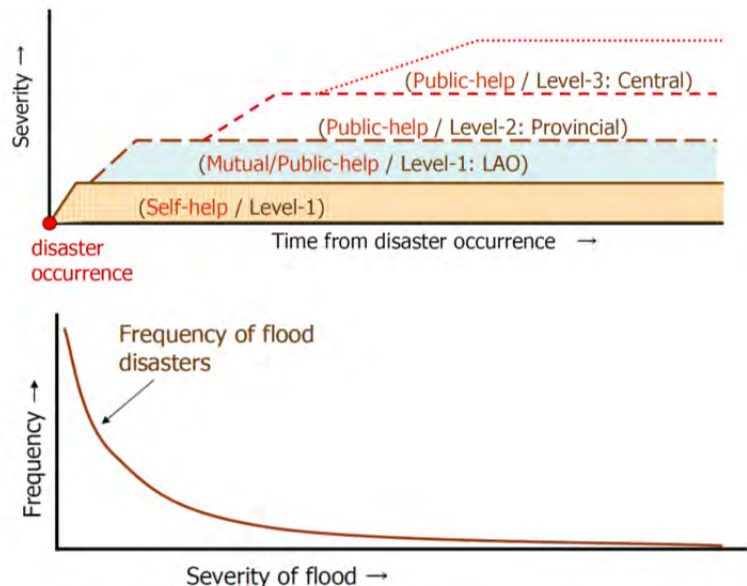 Severity →
(Public-help / Level-3: Central)
(Public-help / Level-2: Provincial)
(Mutual/Public-help / Level-1: LAO)
(Self-help / Level-1)
disaster
occurrence
Time from disaster occurrence →
Frequency of flood
disasters
Frequency →
Severity of flood →